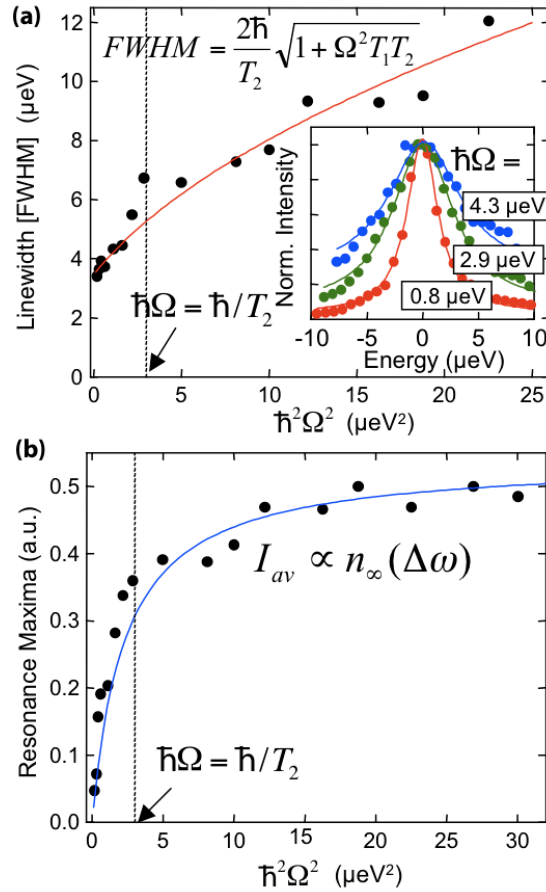 (a)
12
10
8
6
4
2
0
Linewidth [FWHM] (µeV)
FWHM = 2ħ/T₂ √(1 + Ω²T₁T₂)
ħΩ =
4.3 µeV
2.9 µeV
0.8 µeV
Norm. Intensity
-10 -5 0 5 10
Energy (µeV)
ħΩ = ħ/T₂
0 5 10 15 20 25
ħ²Ω² (µeV²)
(b)
0.5
0.4
0.3
0.2
0.1
0.0
Resonance Maxima (a.u.)
I_av ∝ n_∞(Δω)
ħΩ = ħ/T₂
0 5 10 15 20 25 30
ħ²Ω² (µeV²)